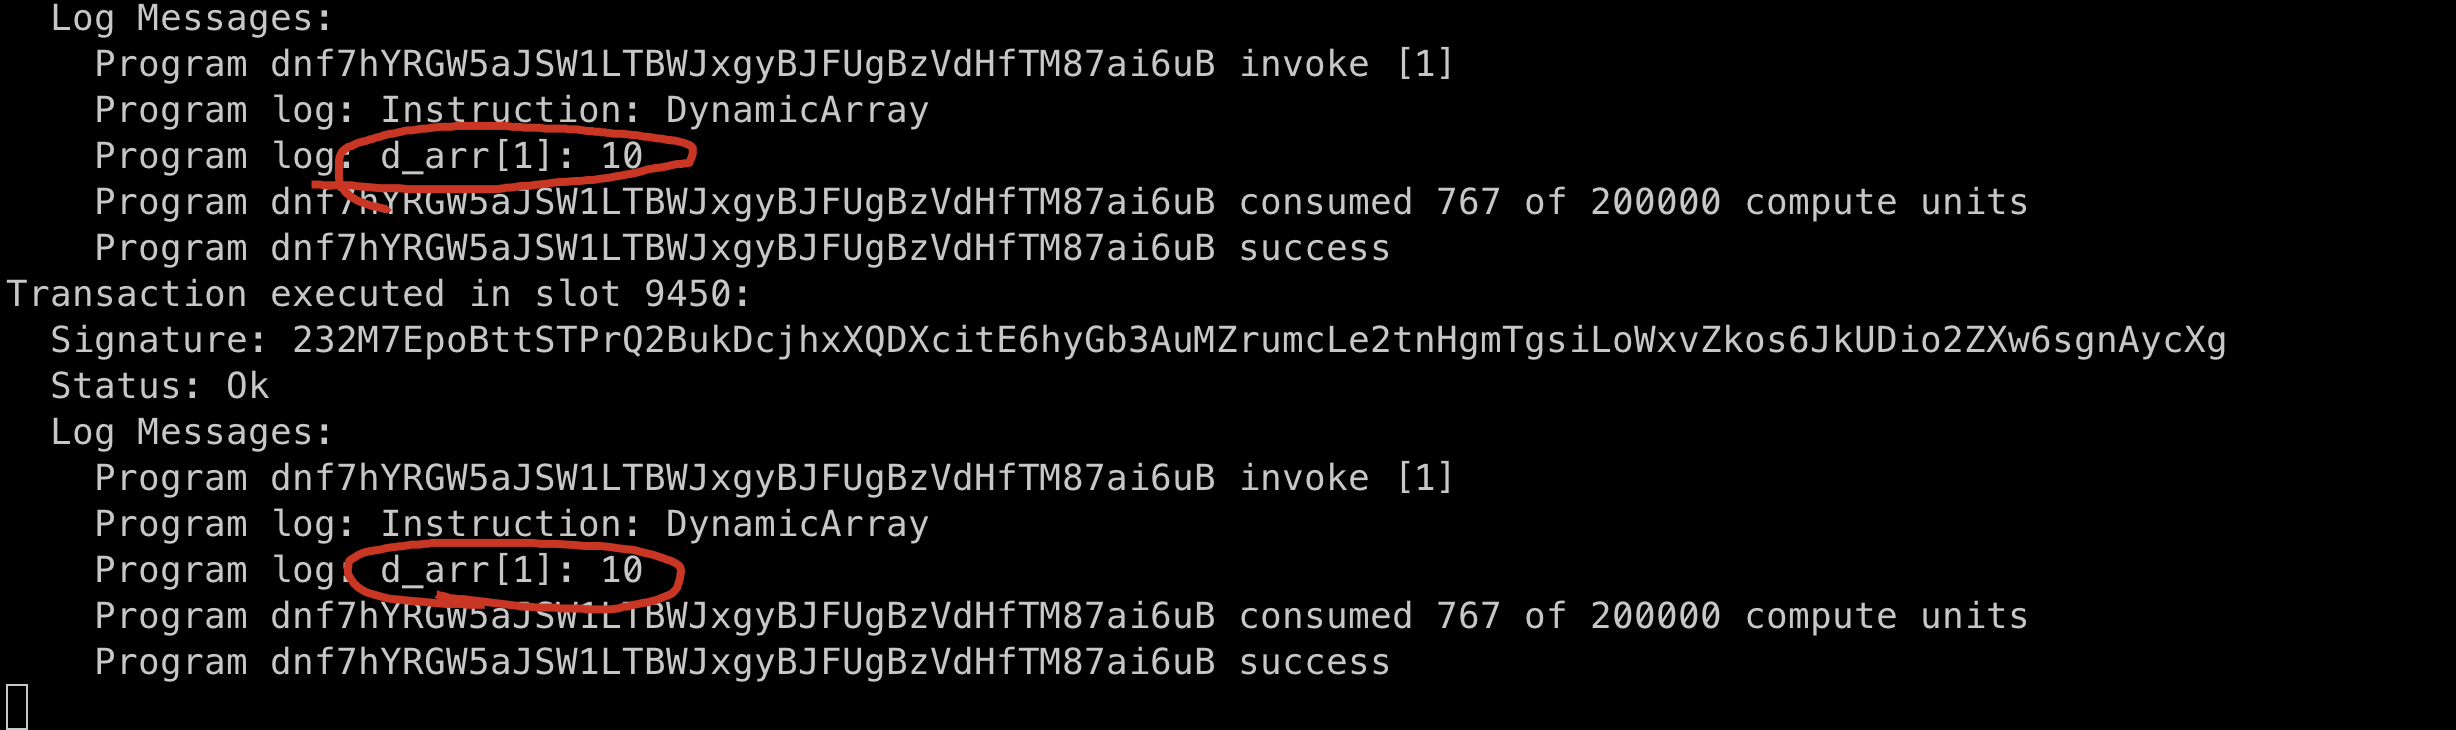 Log Messages:
Program dnf7hYRGW5aJSW1LTBWJxgyBJFUgBzVdHfTM87ai6uB invoke [1]
Program log: Instruction: DynamicArray
Program log: d_arr[1]: 10
Program dnf7hYRGW5aJSW1LTBWJxgyBJFUgBzVdHfTM87ai6uB consumed 767 of 200000 compute units
Program dnf7hYRGW5aJSW1LTBWJxgyBJFUgBzVdHfTM87ai6uB success
Transaction executed in slot 9450:
Signature: 232M7EpoBttSTPrQ2BukDcjhxXQDXcitE6hyGb3AuMZrumcLe2tnHgmTgsiLoWxvZkos6JkUDio2ZXw6sgnAycXg
Status: Ok
Log Messages:
Program dnf7hYRGW5aJSW1LTBWJxgyBJFUgBzVdHfTM87ai6uB invoke [1]
Program log: Instruction: DynamicArray
Program log: d_arr[1]: 10
Program dnf7hYRGW5aJSW1LTBWJxgyBJFUgBzVdHfTM87ai6uB consumed 767 of 200000 compute units
Program dnf7hYRGW5aJSW1LTBWJxgyBJFUgBzVdHfTM87ai6uB success